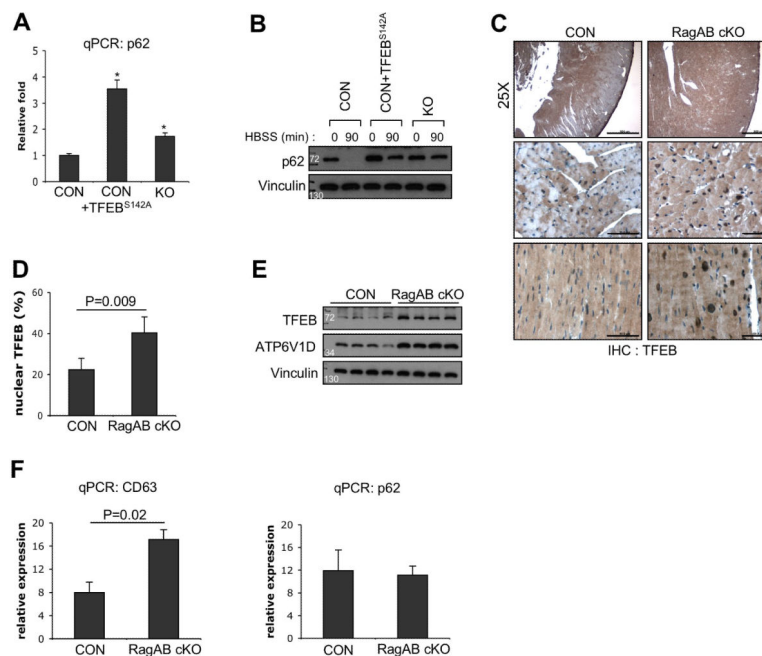 A
qPCR: p62
Relative fold
5
4
3
2
1
0
*
*
CON
CON
KO
+TFEB^S142A
B
CON
CON+TFEB^S142A
KO
HBSS (min) :
0 90 0 90 0 90
p62
72
Vinculin
130
C
CON
RagAB cKO
25X
IHC : TFEB
D
nuclear TFEB (%)
60
40
20
0
P=0.009
CON
RagAB cKO
E
CON
RagAB cKO
TFEB
72
ATP6V1D
34
Vinculin
130
F
qPCR: CD63
relative expression
20
16
12
8
4
0
P=0.02
CON
RagAB cKO
qPCR: p62
relative expression
20
16
12
8
4
0
CON
RagAB cKO